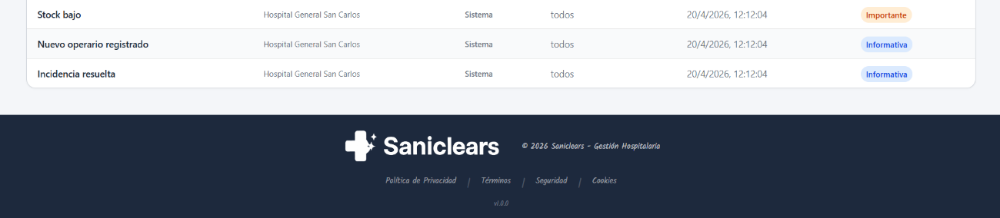 Stock bajo Hospital General San Carlos Sistema todos 20/4/2026, 12:12:04 Importante
Nuevo operario registrado Hospital General San Carlos Sistema todos 20/4/2026, 12:12:04 Informativa
Incidencia resuelta Hospital General San Carlos Sistema todos 20/4/2026, 12:12:04 Informativa
Saniclears © 2026 Saniclears - Gestión Hospitalaria
Política de Privacidad / Términos / Seguridad / Cookies
v1.0.0